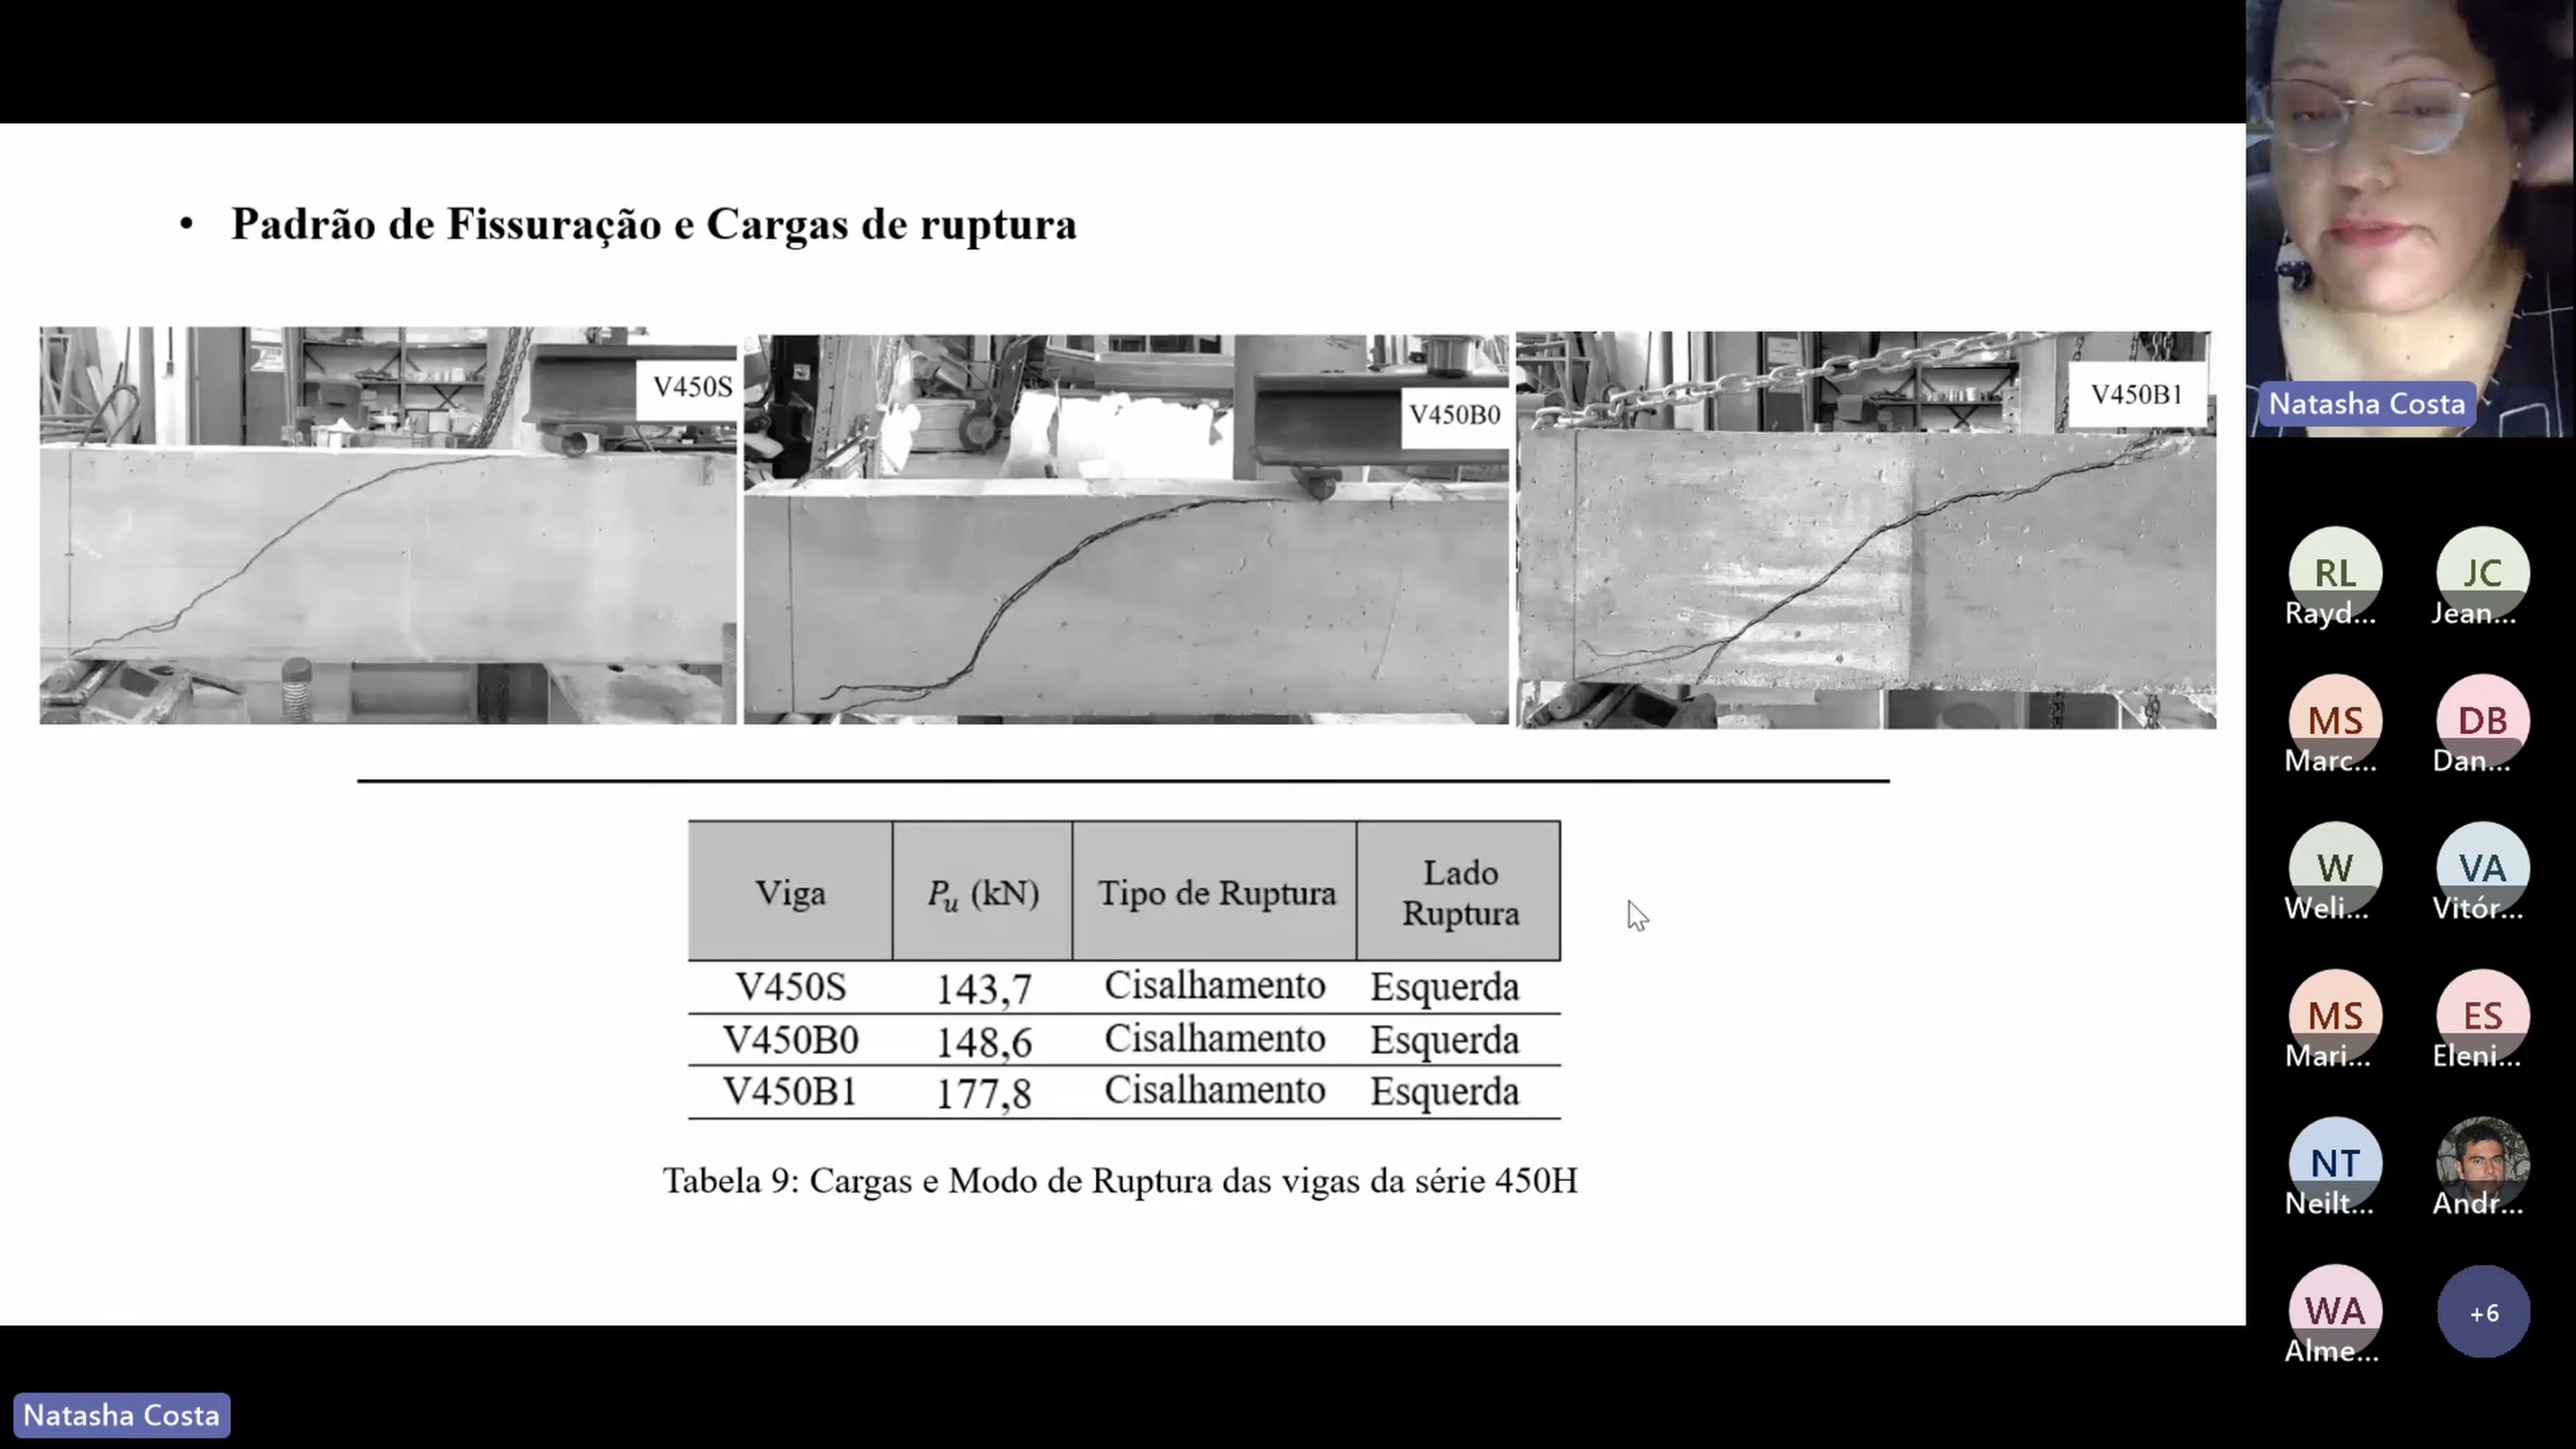 • Padrão de Fissuração e Cargas de ruptura
V450S
V450B0
V450B1
Viga
Pu (kN)
Tipo de Ruptura
Lado
Ruptura
V450S 143,7 Cisalhamento Esquerda
V450B0 148,6 Cisalhamento Esquerda
V450B1 177,8 Cisalhamento Esquerda
Tabela 9: Cargas e Modo de Ruptura das vigas da série 450H
Natasha Costa
RL
Rayd...
JC
Jean...
MS
Marc...
DB
Dan...
W
Weli...
VA
Vitór...
MS
Mari...
ES
Eleni...
NT
Neilt...
Andr...
WA
Alme...
+6
Natasha Costa